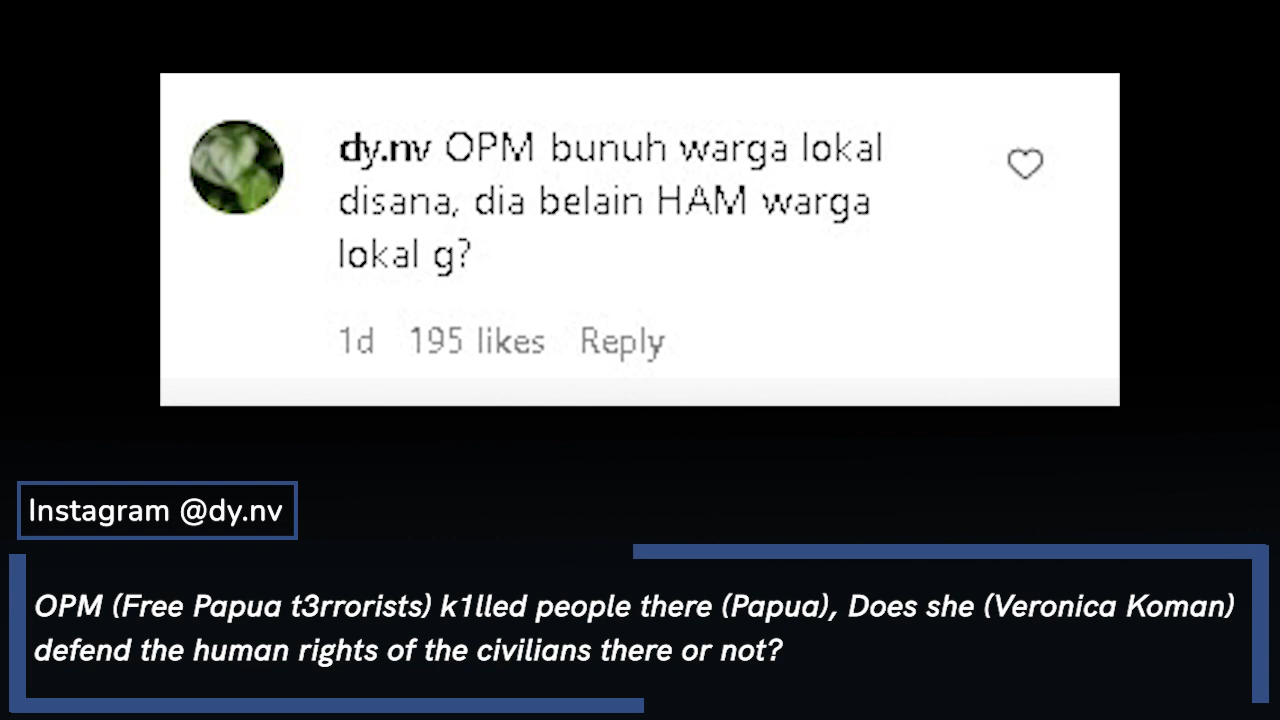 dy.nv OPM bunuh warga lokal
disana, dia belain HAM warga
lokal g?
1d 195 likes Reply
Instagram @dy.nv
OPM (Free Papua t3rrorists) k1lled people there (Papua), Does she (Veronica Koman)
defend the human rights of the civilians there or not?